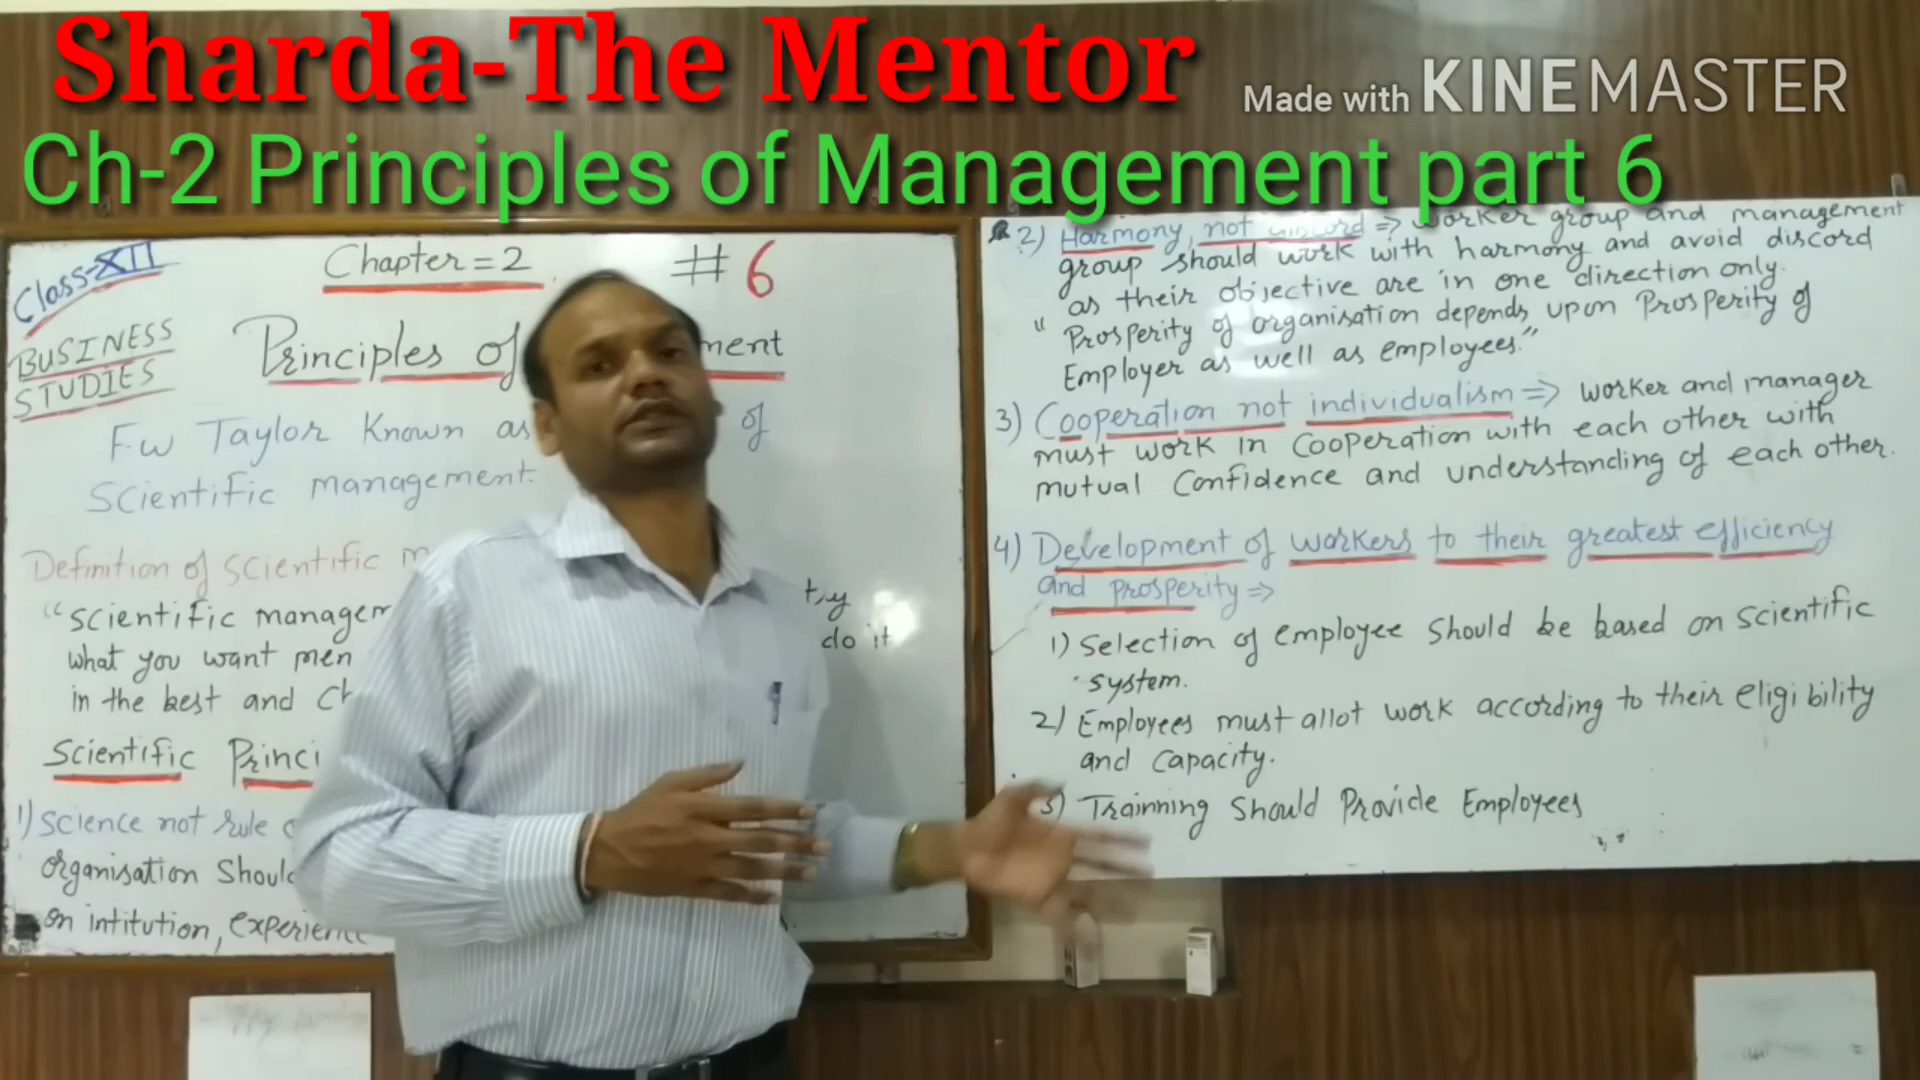 Sharda-The Mentor
Made with KINEMASTER
Ch-2 Principles of Management part 6
Class-XII
Chapter = 2
# 6
BUSINESS
STUDIES
Principles of ment
F.W Taylor Known as of
Scientific management.
Definition of scientific m
"scientific managem try
what you want men do it
in the best and ch
Scientific Princi
1) Science not rule o
organisation Should
on intitution, experience
2) Harmony, not discord => worker group and management
group should work with harmony and avoid discord
as their objective are in one direction only.
" Prosperity of organisation depends upon Prosperity of
Employer as well as employees."
3) Cooperation not individualism => worker and manager
must work in Cooperation with each other with
mutual Confidence and understanding of each other.
4) Development of workers to their greatest efficiency
and prosperity =>
1) Selection of employee should be based on scientific
system.
2) Employees must allot work according to their eligibility
and capacity.
3) Trainning Should Provide Employees